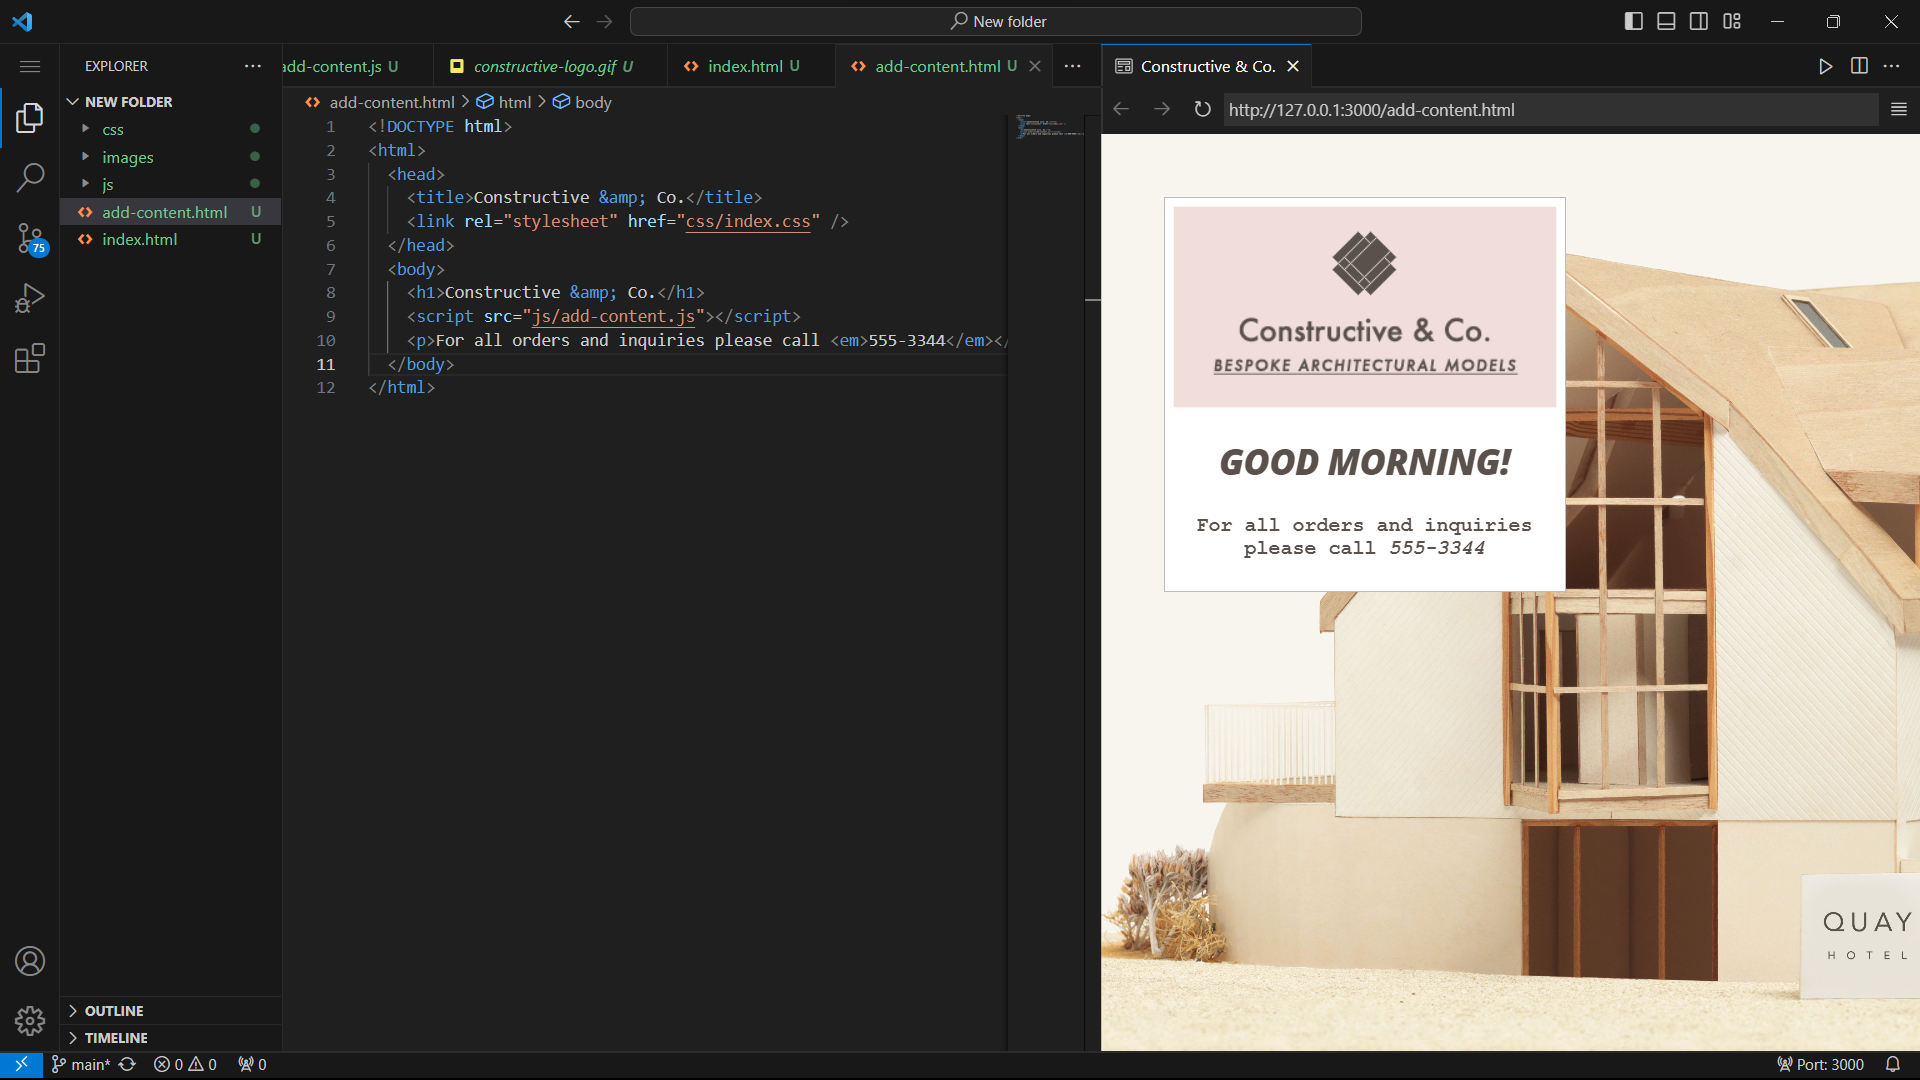 New folder
EXPLORER
NEW FOLDER
css
images
js
add-content.html U
index.html U
75
OUTLINE
TIMELINE
add-content.js U
constructive-logo.gif U
index.html U
add-content.html U
add-content.html > html > body
1 <!DOCTYPE html>
2 <html>
3 <head>
4 <title>Constructive &amp; Co.</title>
5 <link rel="stylesheet" href="css/index.css" />
6 </head>
7 <body>
8 <h1>Constructive &amp; Co.</h1>
9 <script src="js/add-content.js"></script>
10 <p>For all orders and inquiries please call <em>555-3344</em></
11 </body>
12 </html>
Constructive & Co.
http://127.0.0.1:3000/add-content.html
Constructive & Co.
BESPOKE ARCHITECTURAL MODELS
GOOD MORNING!
For all orders and inquiries
please call 555-3344
QUAY
HOTEL
main* 0 0 0
Port: 3000